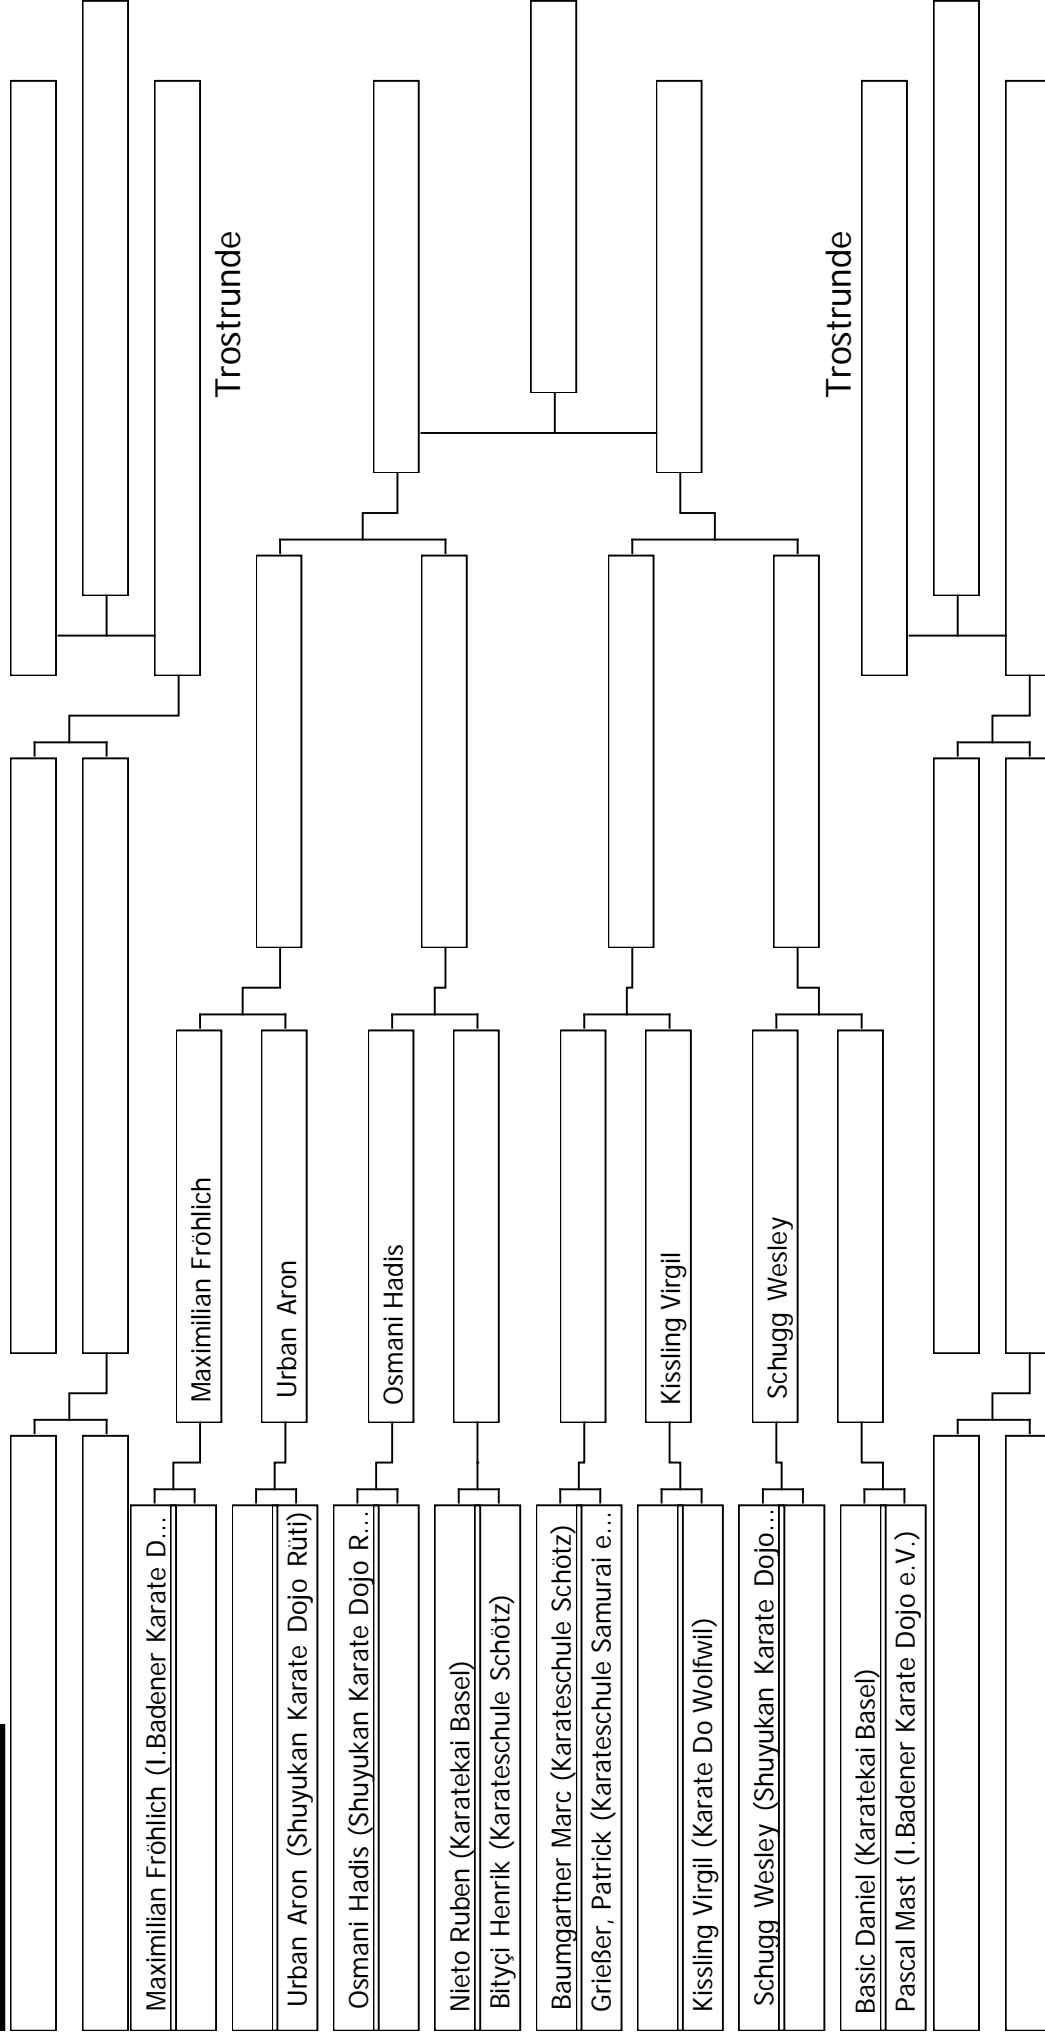 Maximilian Fröhlich (I.Badener Karate D...
Urban Aron (Shuyukan Karate Dojo Rüti)
Osmani Hadis (Shuyukan Karate Dojo R...
Nieto Ruben (Karatekai Basel)
Bityçi Henrik (Karateschule Schötz)
Baumgartner Marc (Karateschule Schötz)
Grießer, Patrick (Karateschule Samurai e...
Kissling Virgil (Karate Do Wolfwil)
Schugg Wesley (Shuyukan Karate Dojo...
Basic Daniel (Karatekai Basel)
Pascal Mast (I.Badener Karate Dojo e.V.)
Maximilian Fröhlich
Urban Aron
Osmani Hadis
Kissling Virgil
Schugg Wesley
Trostrunde
Trostrunde